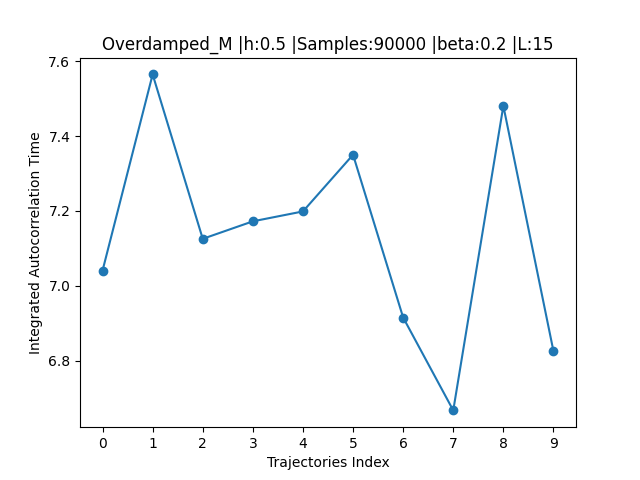 Overdamped_M |h:0.5 |Samples:90000 |beta:0.2 |L:15
Integrated Autocorrelation Time
7.6
7.4
7.2
7.0
6.8
0 1 2 3 4 5 6 7 8 9
Trajectories Index